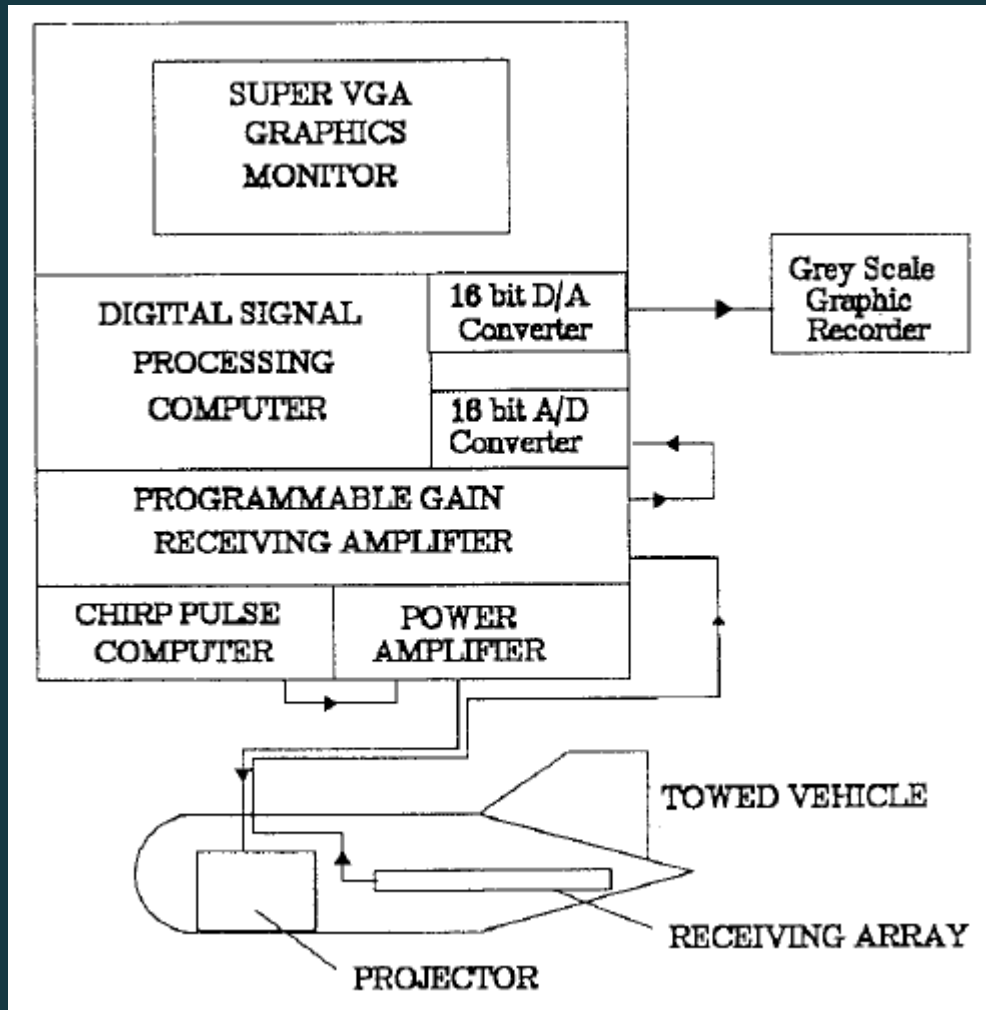 SUPER VGA
GRAPHICS
MONITOR
16 bit D/A
Converter
Grey Scale
Graphic
Recorder
DIGITAL SIGNAL
PROCESSING
COMPUTER
16 bit A/D
Converter
PROGRAMMABLE GAIN
RECEIVING AMPLIFIER
CHIRP PULSE
COMPUTER
POWER
AMPLIFIER
TOWED VEHICLE
RECEIVING ARRAY
PROJECTOR